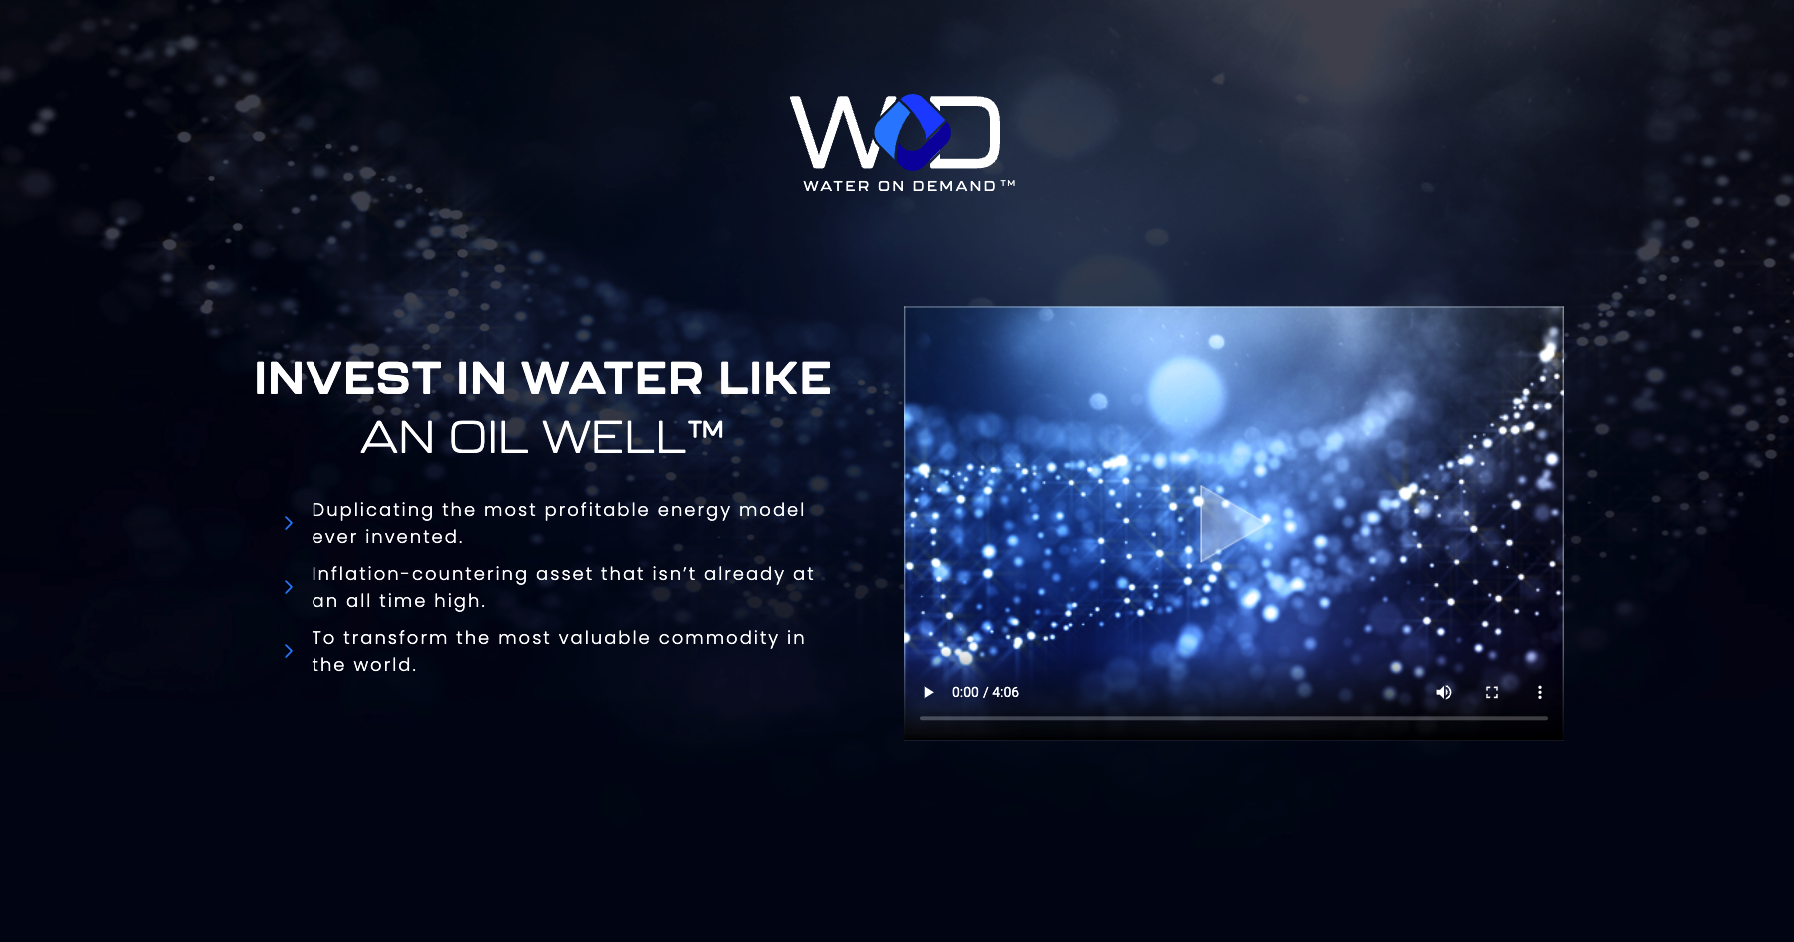 WOD
WATER ON DEMAND™
INVEST IN WATER LIKE
AN OIL WELL™
Duplicating the most profitable energy model
ever invented.
Inflation-countering asset that isn’t already at
an all time high.
To transform the most valuable commodity in
the world.
0:00 / 4:06